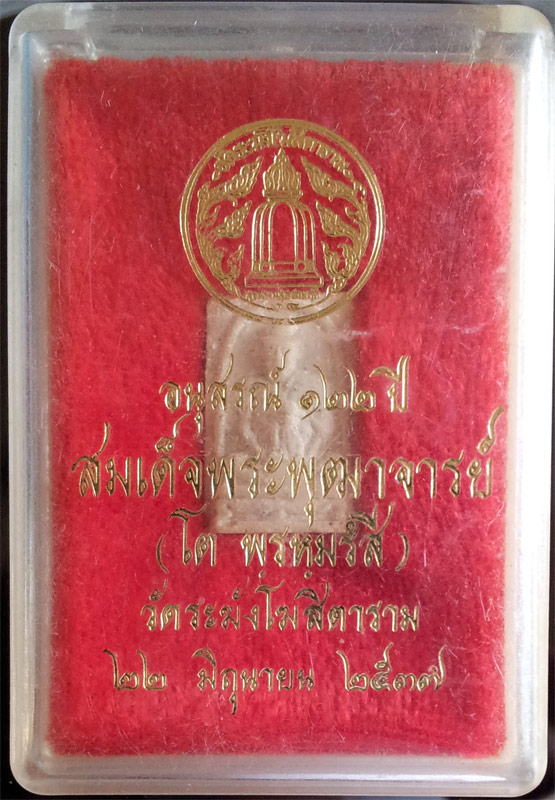 อนุสรณ์ ๑๒๒ ปี
สมเด็จพระพุฒาจารย์
(โต พฺรหฺมรํสี)
วัดระฆังโฆสิตาราม
๒๒ มิถุนายน ๒๕๓๗